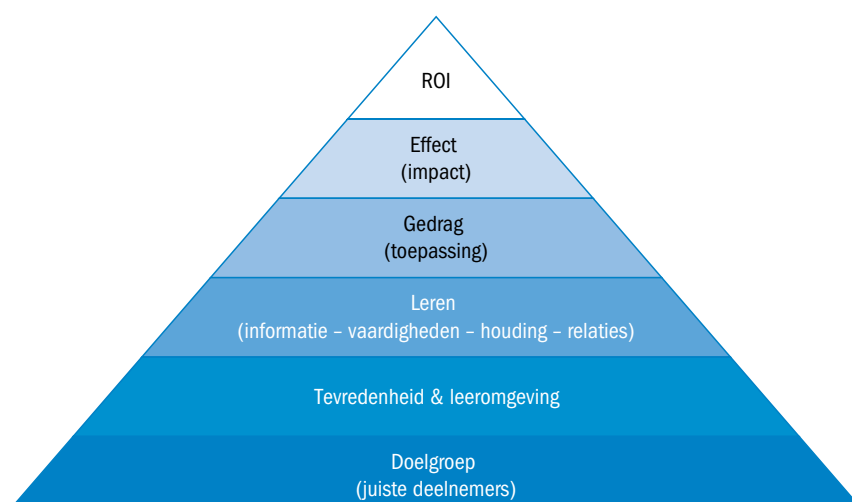 ROI
Effect
(impact)
Gedrag
(toepassing)
Leren
(informatie – vaardigheden – houding – relaties)
Tevredenheid & leeromgeving
Doelgroep
(juiste deelnemers)